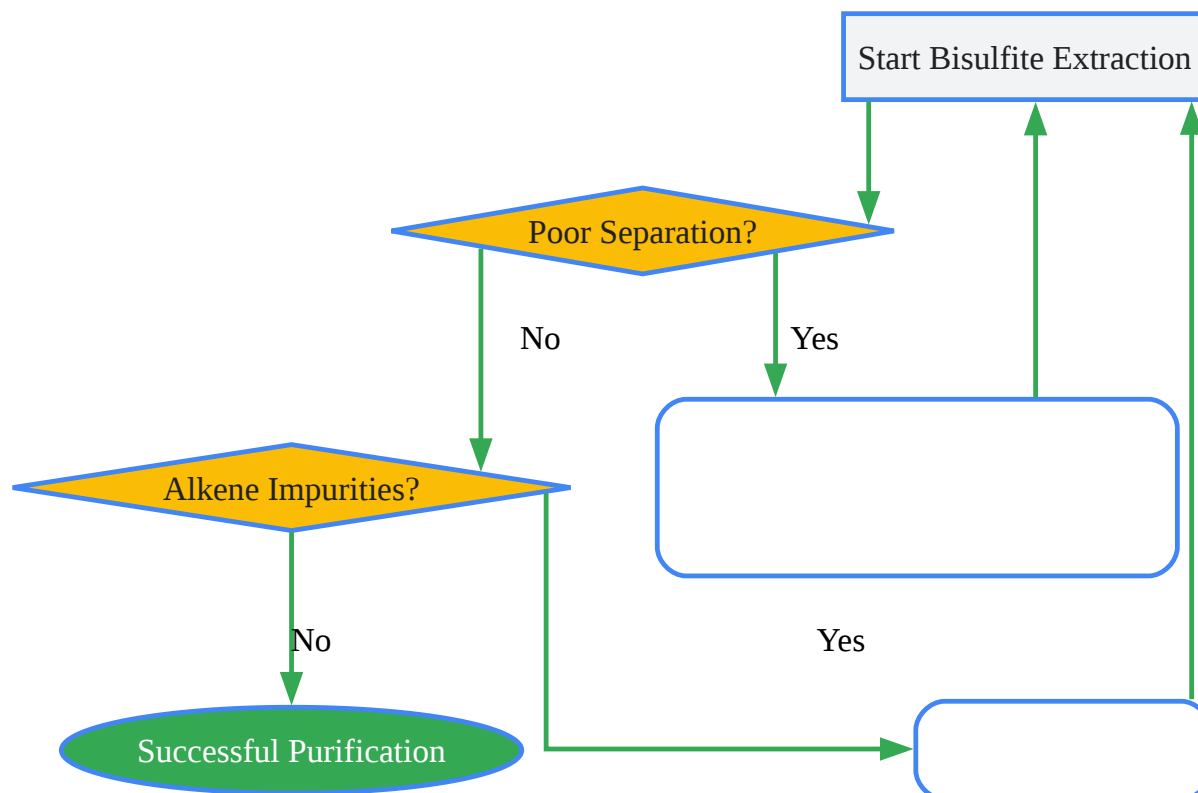 Start Bisulfite Extraction
Poor Separation?
No
Yes
Alkene Impurities?
No
Yes
Successful Purification